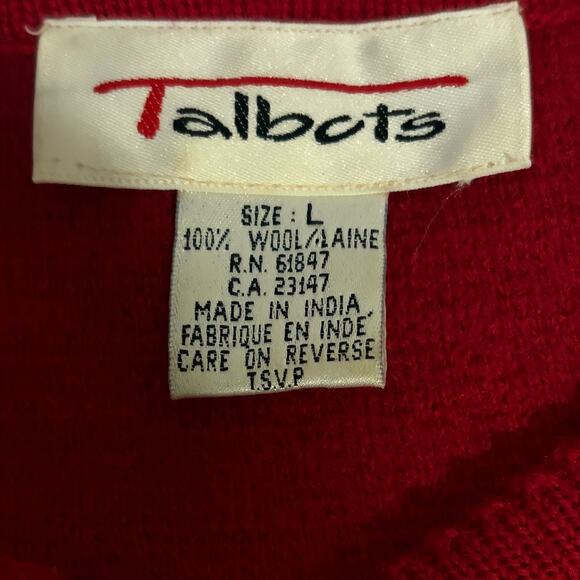 Talbots
SIZE : L
100% WOOL/LAINE
R.N. 61847
C.A. 23147
MADE IN INDIA
FABRIQUE EN INDE
CARE ON REVERSE
T.S.V.P